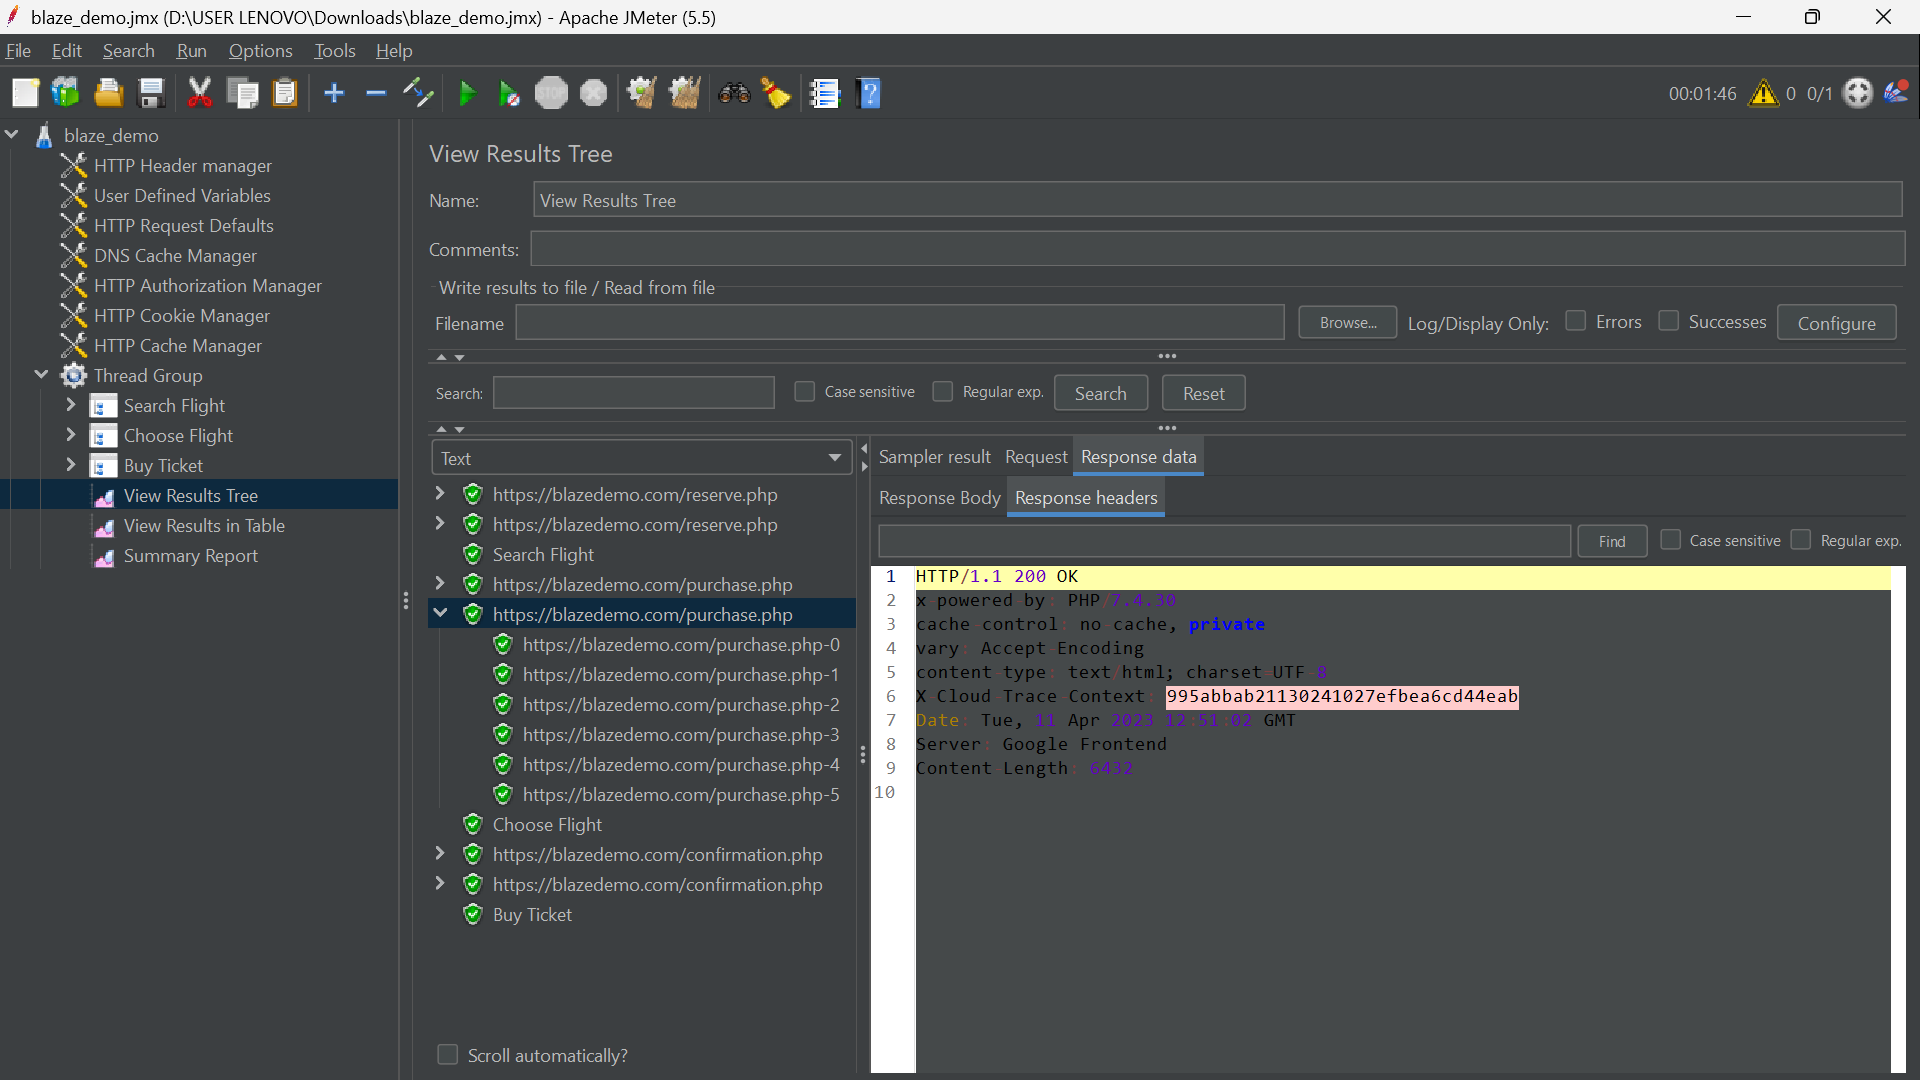 blaze_demo.jmx (D:\USER LENOVO\Downloads\blaze_demo.jmx) - Apache JMeter (5.5)
File Edit Search Run Options Tools Help
STOP ? 00:01:46 0 0/1
blaze_demo
HTTP Header manager
User Defined Variables
HTTP Request Defaults
DNS Cache Manager
HTTP Authorization Manager
HTTP Cookie Manager
HTTP Cache Manager
Thread Group
Search Flight
Choose Flight
Buy Ticket
View Results Tree
View Results in Table
Summary Report
View Results Tree
Name: View Results Tree
Comments:
Write results to file / Read from file
Filename Browse... Log/Display Only: Errors Successes Configure
Search: Case sensitive Regular exp. Search Reset
Text
https://blazedemo.com/reserve.php
https://blazedemo.com/reserve.php
Search Flight
https://blazedemo.com/purchase.php
https://blazedemo.com/purchase.php
https://blazedemo.com/purchase.php-0
https://blazedemo.com/purchase.php-1
https://blazedemo.com/purchase.php-2
https://blazedemo.com/purchase.php-3
https://blazedemo.com/purchase.php-4
https://blazedemo.com/purchase.php-5
Choose Flight
https://blazedemo.com/confirmation.php
https://blazedemo.com/confirmation.php
Buy Ticket
Scroll automatically?
Sampler result Request Response data
Response Body Response headers
Find Case sensitive Regular exp.
1 HTTP/1.1 200 OK
2 x-powered-by: PHP/7.4.30
3 cache-control: no-cache, private
4 vary: Accept-Encoding
5 content-type: text/html; charset=UTF-8
6 X-Cloud-Trace-Context: 995abbab21130241027efbea6cd44eab
7 Date: Tue, 11 Apr 2023 12:51:02 GMT
8 Server: Google Frontend
9 Content-Length: 6432
10